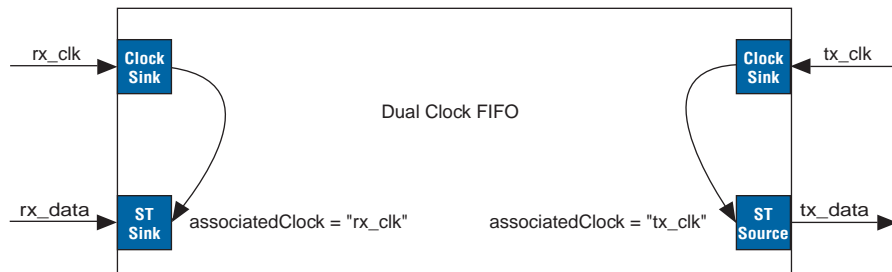 rx_clk
Clock
Sink
Clock
Sink
tx_clk
Dual Clock FIFO
rx_data
ST
Sink
associatedClock = "rx_clk"
associatedClock = "tx_clk"
ST
Source
tx_data